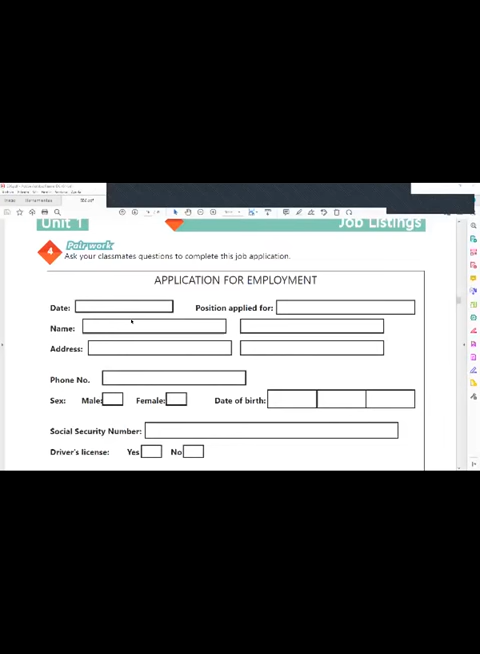 Unit 1 Job Listings
4 Pair work
Ask your classmates questions to complete this job application.
APPLICATION FOR EMPLOYMENT
Date: Position applied for:
Name:
Address:
Phone No.
Sex: Male: Female: Date of birth:
Social Security Number:
Driver's license: Yes No